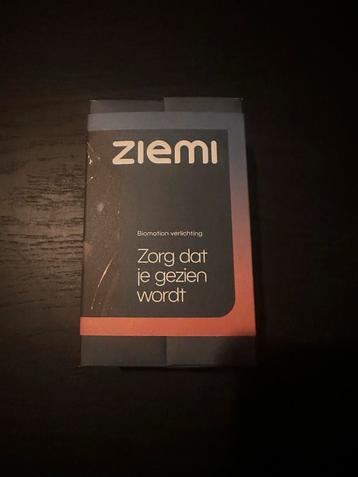 ziemi
Biomotion verlichting
Zorg dat
je gezien
wordt